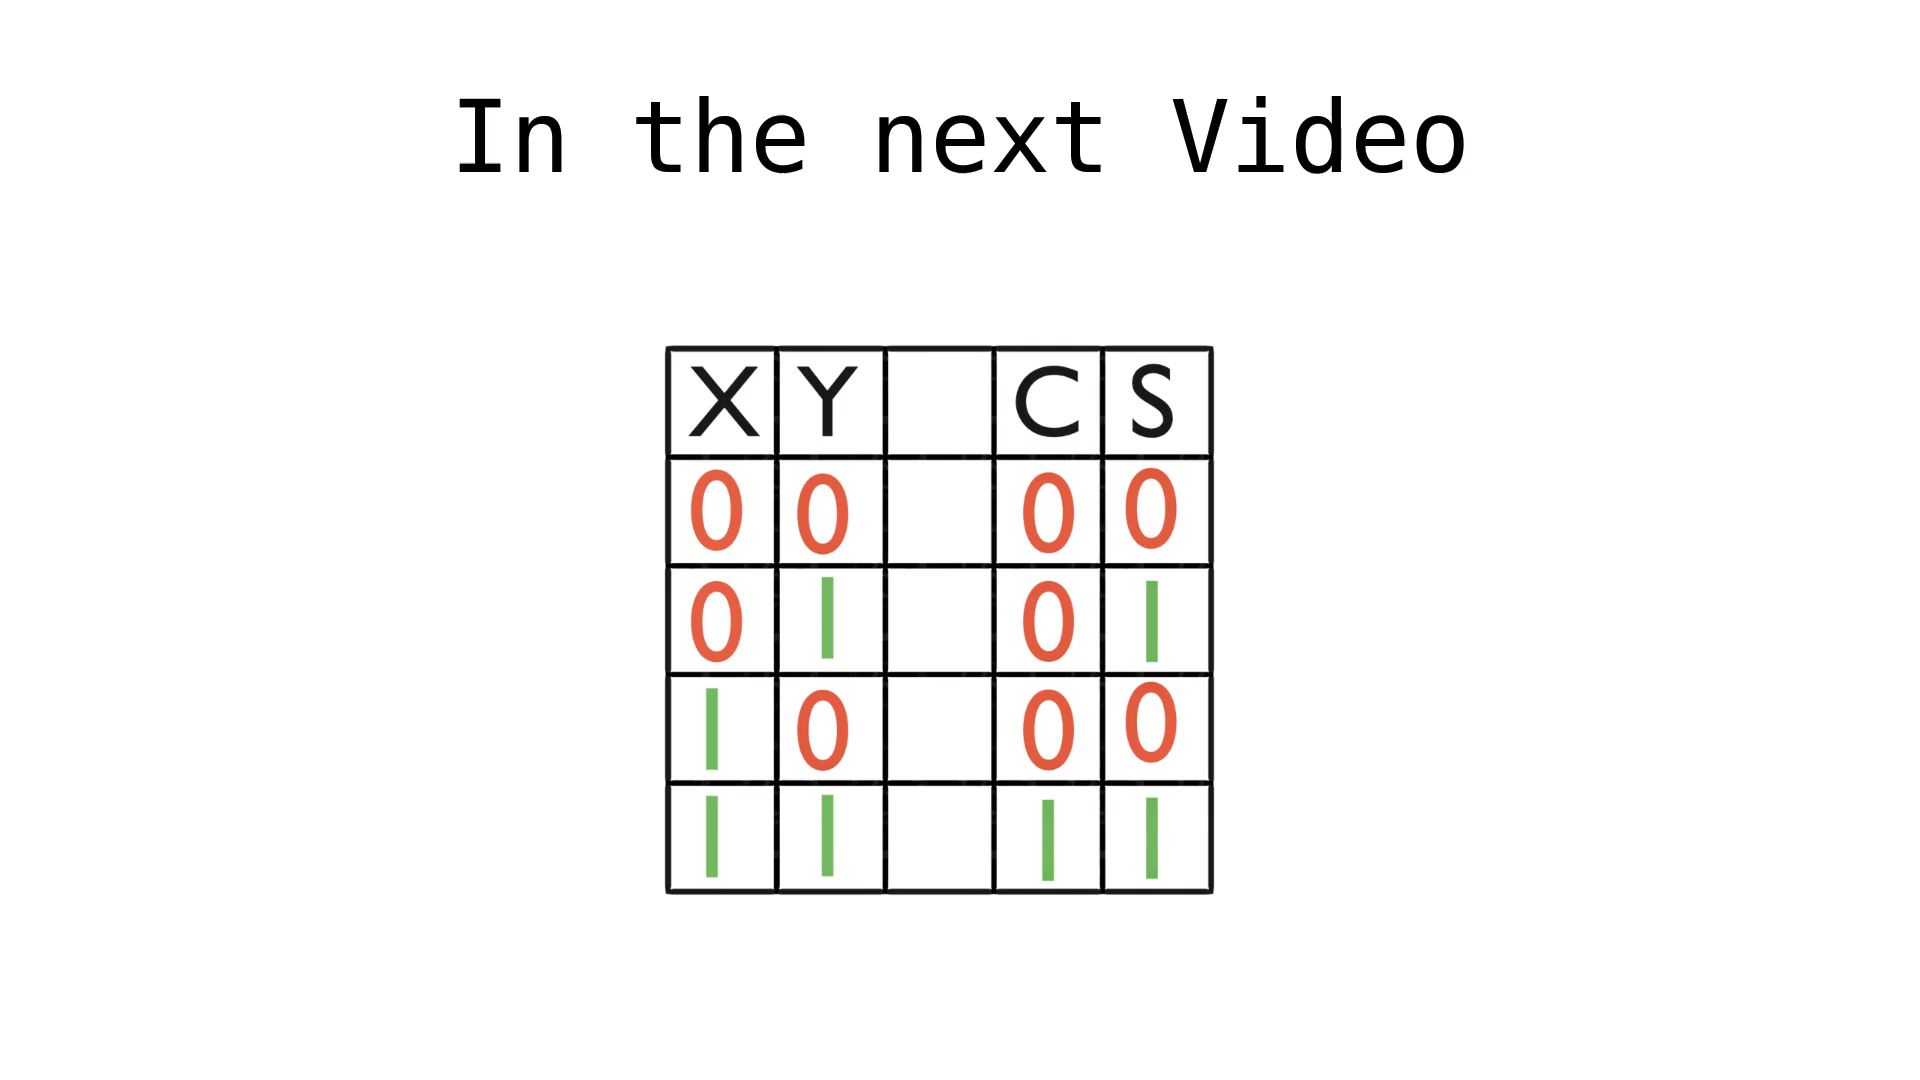 In the next Video
X Y C S
0 0 0 0
0 1 0 1
1 0 0 0
1 1 1 1